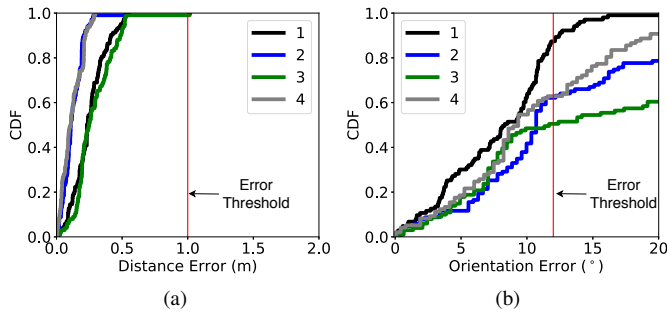 1.0
0.8
0.6
0.4
0.2
0.0
CDF
1
2
3
4
Error
Threshold
0.0 0.5 1.0 1.5 2.0
Distance Error (m)
(a)
1.0
0.8
0.6
0.4
0.2
0.0
CDF
1
2
3
4
Error
Threshold
0 5 10 15 20
Orientation Error (°)
(b)